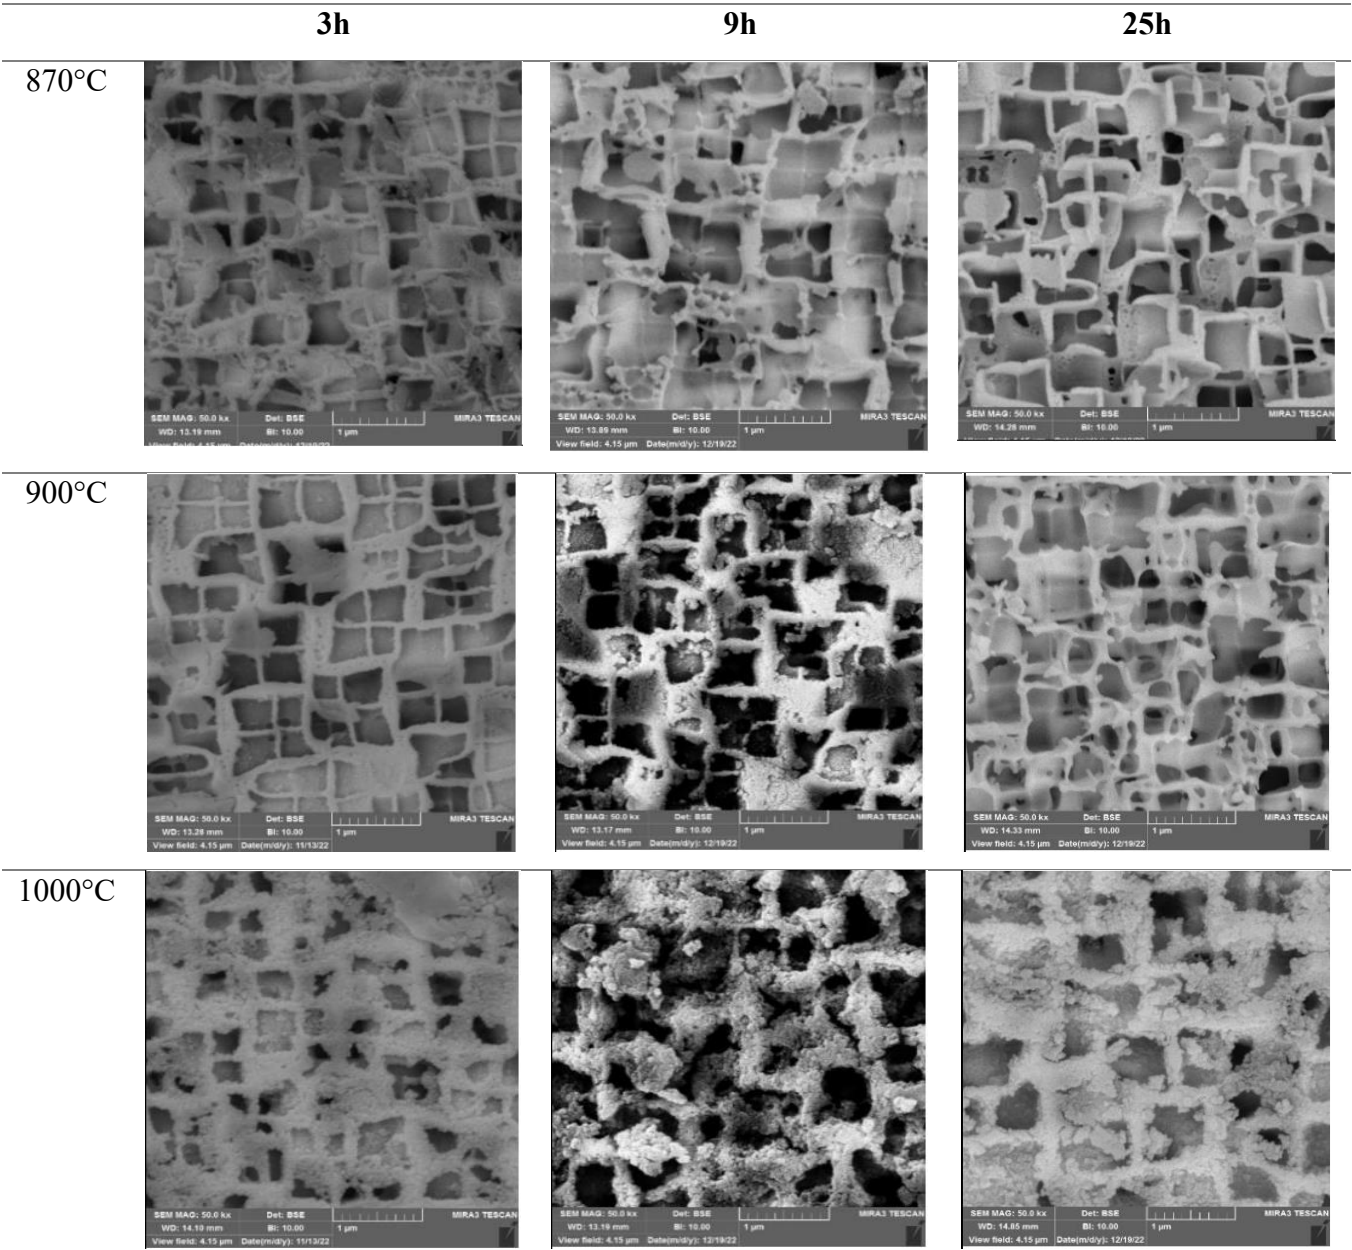 3h 9h 25h
870°C
SEM MAG: 50.0 kx Det: BSE MIRA3 TESCAN
WD: 13.19 mm BI: 10.00 1 µm
View field: 4.15 µm Date(m/d/y):
SEM MAG: 50.0 kx Det: BSE MIRA3 TESCAN
WD: 13.89 mm BI: 10.00 1 µm
View field: 4.15 µm Date(m/d/y): 12/19/22
SEM MAG: 50.0 kx Det: BSE MIRA3 TESCAN
WD: 14.28 mm BI: 10.00 1 µm
900°C
SEM MAG: 50.0 kx Det: BSE MIRA3 TESCAN
WD: 13.26 mm BI: 10.00 1 µm
View field: 4.15 µm Date(m/d/y): 11/13/22
SEM MAG: 50.0 kx Det: BSE MIRA3 TESCAN
WD: 13.17 mm BI: 10.00 1 µm
View field: 4.15 µm Date(m/d/y): 12/19/22
SEM MAG: 50.0 kx Det: BSE MIRA3 TESCAN
WD: 14.33 mm BI: 10.00 1 µm
View field: 4.15 µm Date(m/d/y): 12/19/22
1000°C
SEM MAG: 50.0 kx Det: BSE MIRA3 TESCAN
WD: 14.10 mm BI: 10.00 1 µm
View field: 4.15 µm Date(m/d/y): 11/13/22
SEM MAG: 50.0 kx Det: BSE MIRA3 TESCAN
WD: 13.19 mm BI: 10.00 1 µm
View field: 4.15 µm Date(m/d/y): 12/19/22
SEM MAG: 50.0 kx Det: BSE MIRA3 TESCAN
WD: 14.85 mm BI: 10.00 1 µm
View field: 4.15 µm Date(m/d/y): 12/19/22